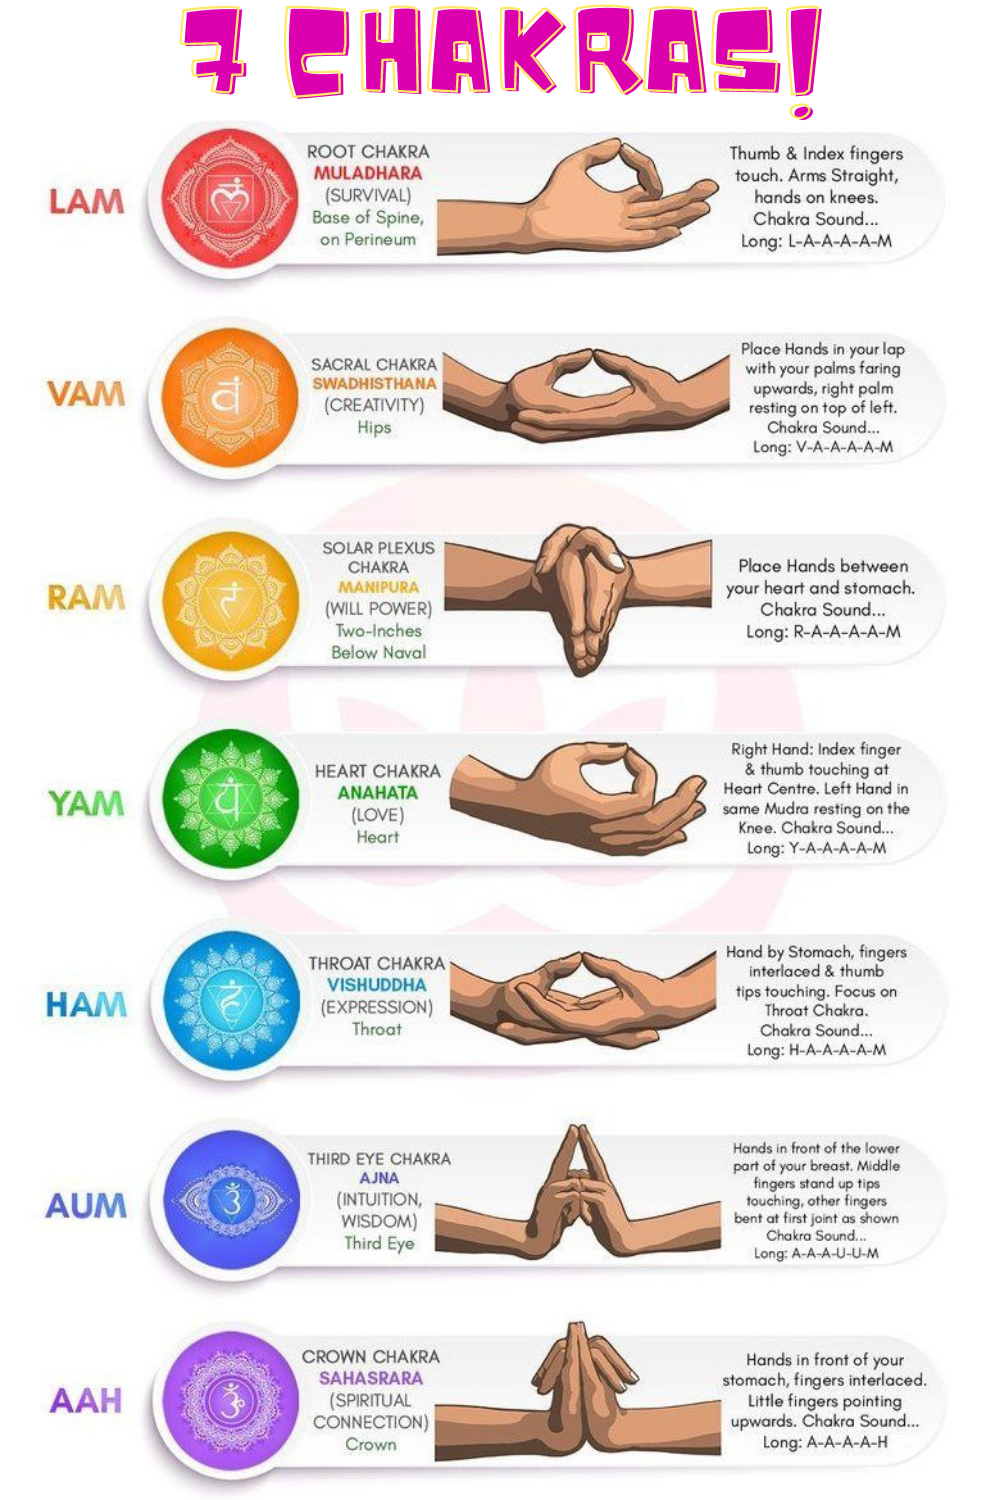 7 CHAKRAS!
LAM
ROOT CHAKRA
MULADHARA
(SURVIVAL)
Base of Spine,
on Perineum
Thumb & Index fingers
touch. Arms Straight,
hands on knees.
Chakra Sound...
Long: L-A-A-A-A-M
VAM
वं
SACRAL CHAKRA
SWADHISTHANA
(CREATIVITY)
Hips
Place Hands in your lap
with your palms faring
upwards, right palm
resting on top of left.
Chakra Sound...
Long: V-A-A-A-A-M
RAM
रं
SOLAR PLEXUS
CHAKRA
MANIPURA
(WILL POWER)
Two-Inches
Below Naval
Place Hands between
your heart and stomach.
Chakra Sound...
Long: R-A-A-A-A-M
YAM
यं
HEART CHAKRA
ANAHATA
(LOVE)
Heart
Right Hand: Index finger
& thumb touching at
Heart Centre. Left Hand in
same Mudra resting on the
Knee. Chakra Sound...
Long: Y-A-A-A-A-M
HAM
हं
THROAT CHAKRA
VISHUDDHA
(EXPRESSION)
Throat
Hand by Stomach, fingers
interlaced & thumb
tips touching. Focus on
Throat Chakra.
Chakra Sound...
Long: H-A-A-A-A-M
AUM
THIRD EYE CHAKRA
AJNA
(INTUITION,
WISDOM)
Third Eye
Hands in front of the lower
part of your breast. Middle
fingers stand up tips
touching, other fingers
bent at first joint as shown
Chakra Sound...
Long: A-A-A-U-U-M
AAH
ॐ
CROWN CHAKRA
SAHASRARA
(SPIRITUAL
CONNECTION)
Crown
Hands in front of your
stomach, fingers interlaced.
Little fingers pointing
upwards. Chakra Sound...
Long: A-A-A-A-H